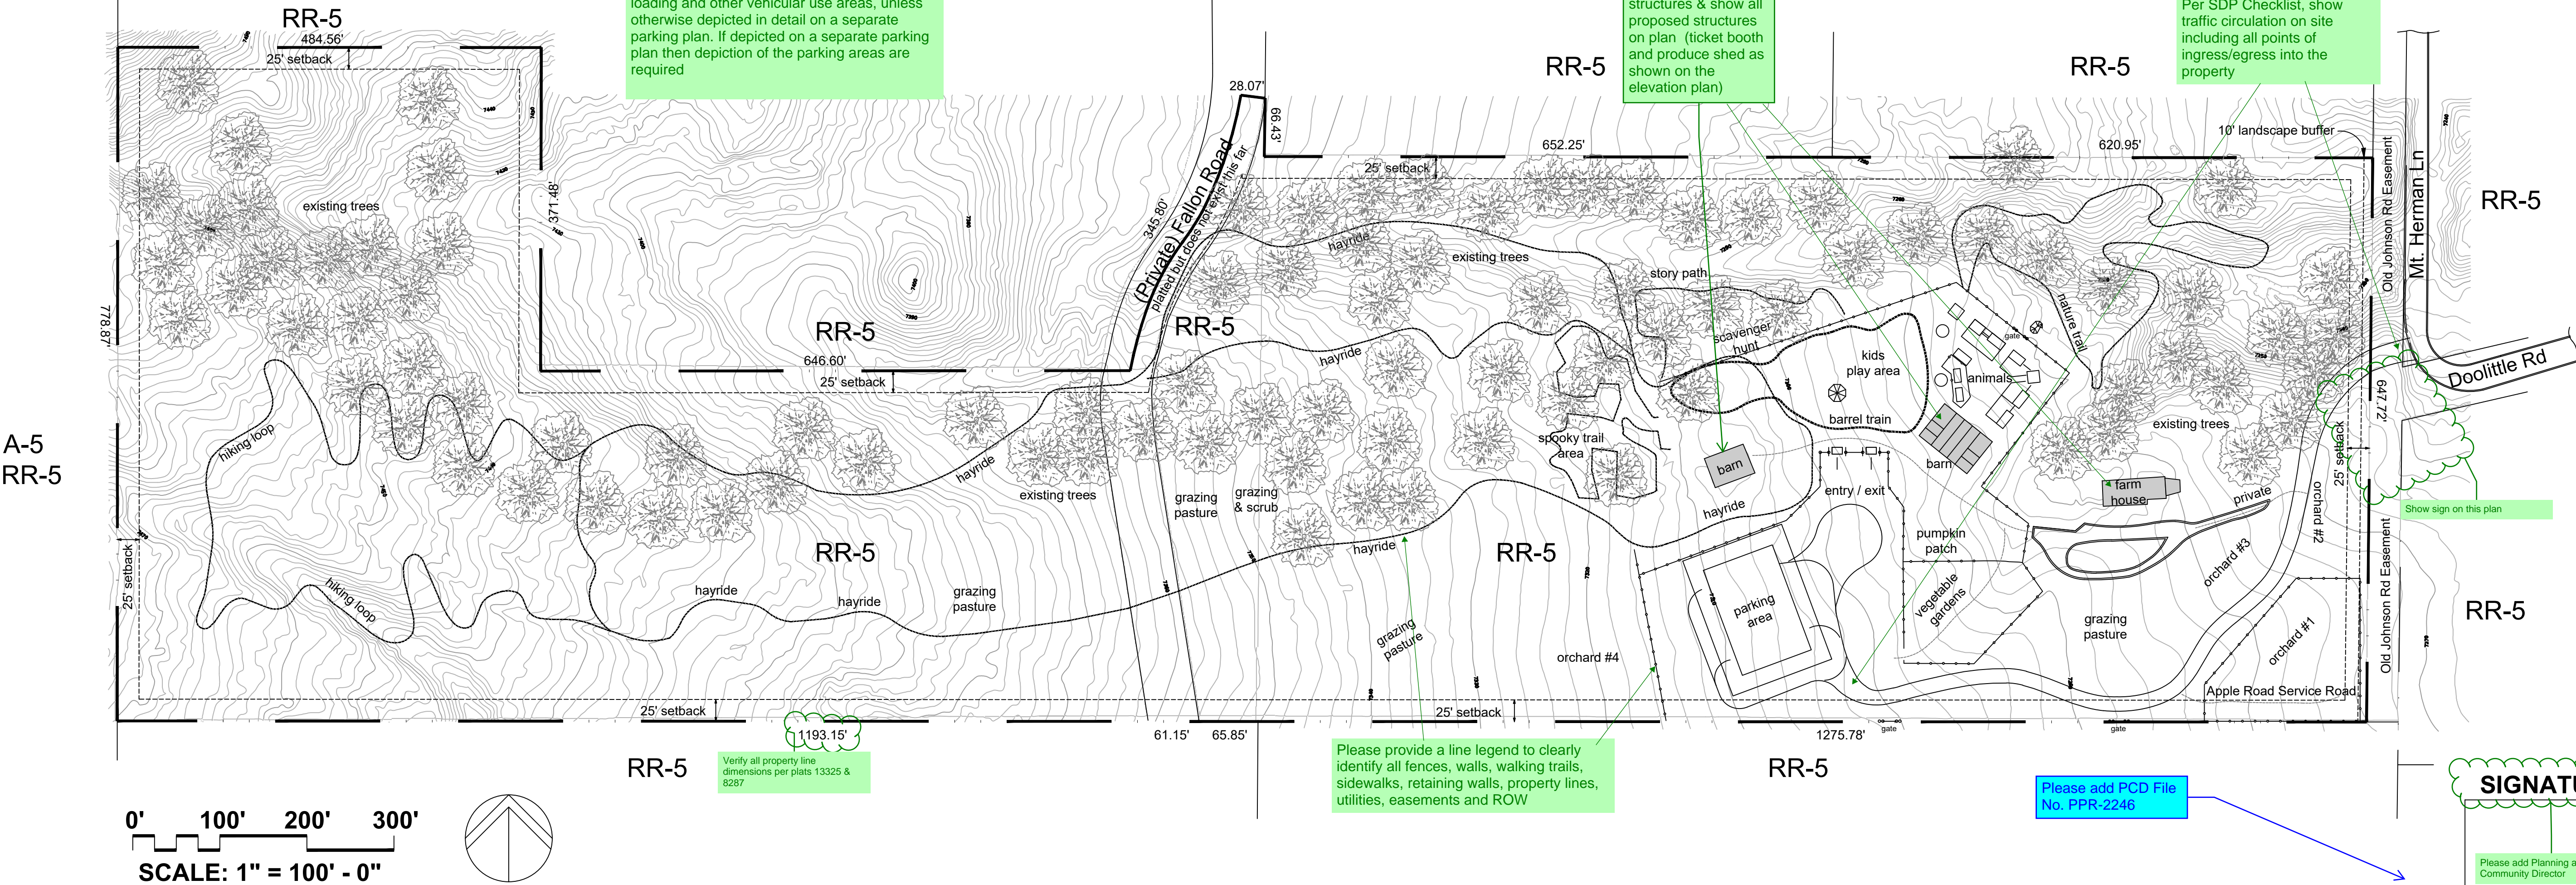 RR-5
484.56'
25' setback
loading and other vehicular use areas, unless
otherwise depicted in detail on a separate
parking plan. If depicted on a separate parking
plan then depiction of the parking areas are
required
structures & show all
proposed structures
on plan (ticket booth
and produce shed as
shown on the
elevation plan)
Per SDP Checklist, show
traffic circulation on site
including all points of
ingress/egress into the
property
RR-5
RR-5
28.07'
66.43'
652.25'
620.95'
10' landscape buffer
25' setback
Old Johnson Rd Easement
Mt. Herman Ln
RR-5
existing trees
371.48'
345.80'
(Private) Fallon Road
platted but does not exist this far
hayride
existing trees
story path
nature trail
778.87'
RR-5
RR-5
646.60'
25' setback
hayride
scavenger
hunt
kids
play area
gate
animals
Doolittle Rd
647.72'
25' setback
A-5
RR-5
hiking loop
hayride
existing trees
grazing
pasture
grazing
& scrub
spooky trail
area
barn
barrel train
barn
existing trees
entry / exit
farm
house
private
orchard #2
Show sign on this plan
hayride
25' setback
RR-5
hayride
RR-5
pumpkin
patch
orchard #3
Old Johnson Rd Easement
hiking loop
hayride
hayride
grazing
pasture
parking
area
vegetable
gardens
grazing
pasture
RR-5
grazing
pasture
orchard #4
orchard #1
Apple Road Service Road
25' setback
25' setback
1193.15'
61.15'
65.85'
1275.78'
gate
gate
RR-5
Verify all property line
dimensions per plats 13325 &
8287
Please provide a line legend to clearly
identify all fences, walls, walking trails,
sidewalks, retaining walls, property lines,
utilities, easements and ROW
RR-5
Please add PCD File
No. PPR-2246
0' 100' 200' 300'
SCALE: 1" = 100' - 0"
Please add Planning a
Community Director